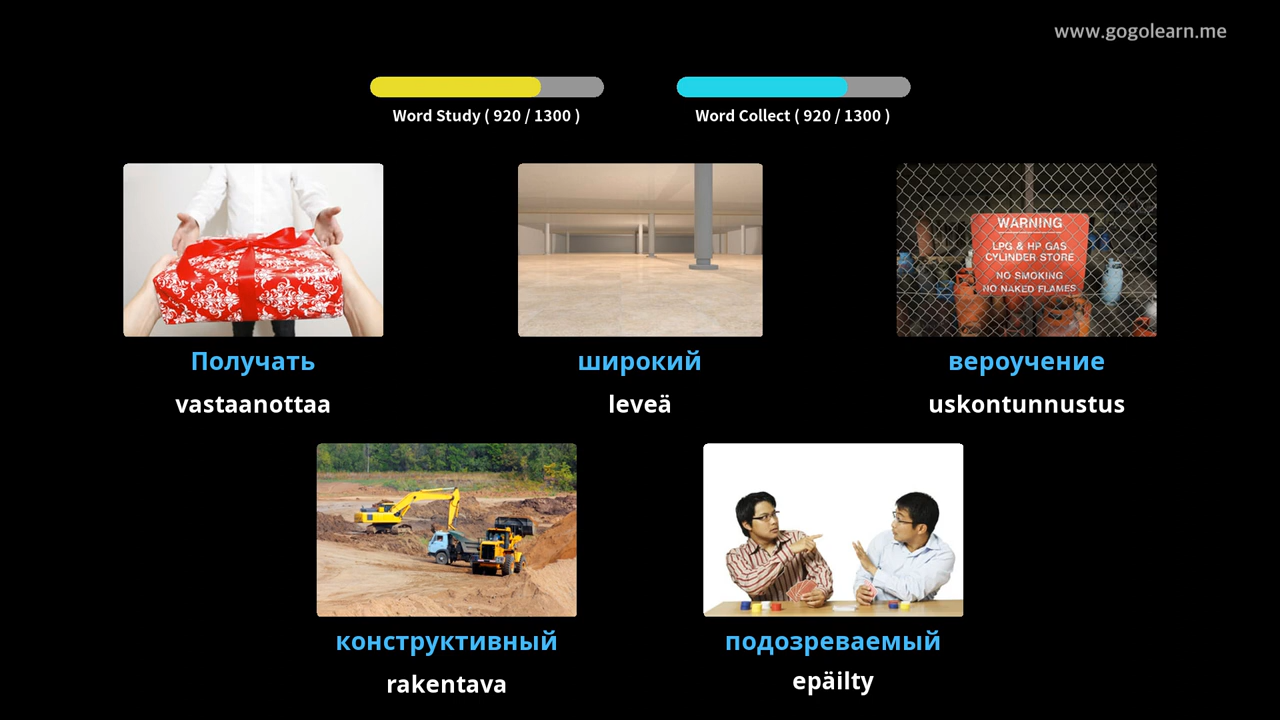 www.gogolearn.me
Word Study ( 920 / 1300 )
Word Collect ( 920 / 1300 )
WARNING
LPG & HP GAS
CYLINDER STORE
NO SMOKING
NO NAKED FLAMES
Получать
широкий
вероучение
vastaanottaa
leveä
uskontunnustus
конструктивный
подозреваемый
rakentava
epäilty